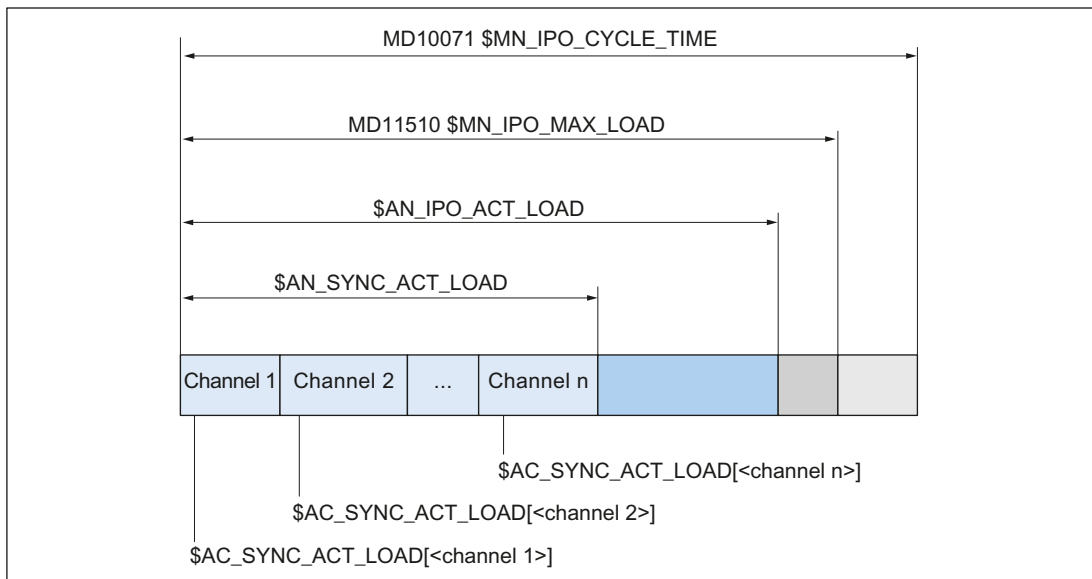 MD10071 $MN_IPO_CYCLE_TIME
MD11510 $MN_IPO_MAX_LOAD
$AN_IPO_ACT_LOAD
$AN_SYNC_ACT_LOAD
Channel 1 Channel 2 ... Channel n
$AC_SYNC_ACT_LOAD[<channel n>]
$AC_SYNC_ACT_LOAD[<channel 2>]
$AC_SYNC_ACT_LOAD[<channel 1>]